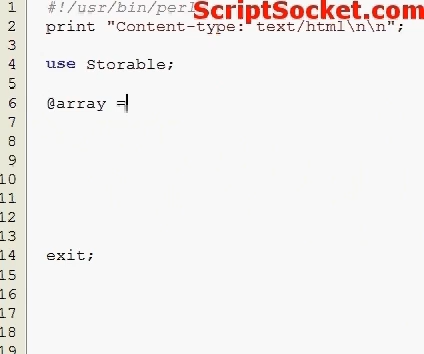 ScriptSocket.com
1 #!/usr/bin/perl
2 print "Content-type: text/html\n\n";
3
4 use Storable;
5
6 @array =
7
8
9
10
11
12
13
14 exit;
15
16
17
18
19